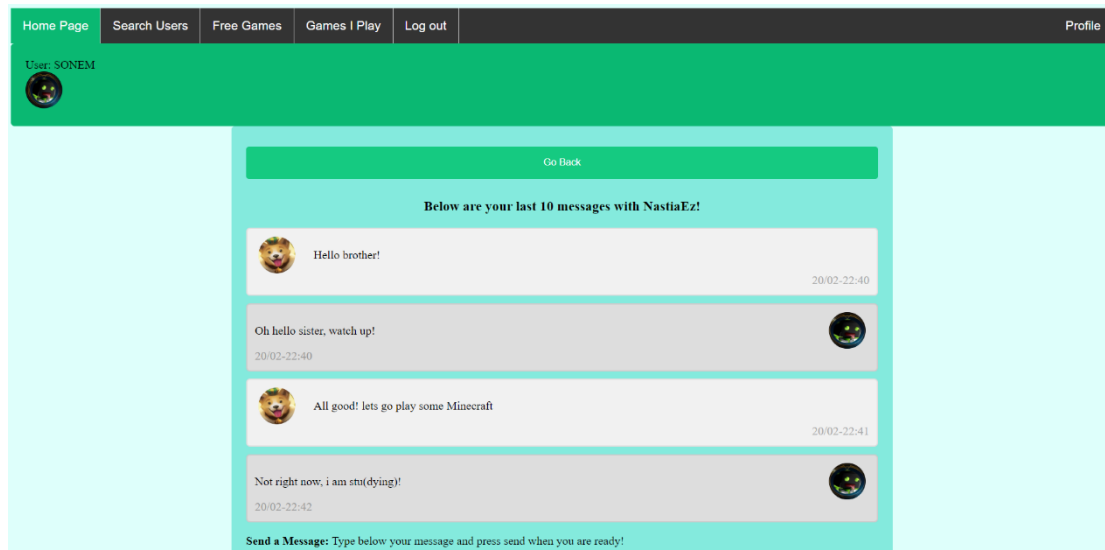 Home Page Search Users Free Games Games I Play Log out Profile
User: SONEM
Go Back
Below are your last 10 messages with NastiaEz!
Hello brother!
20/02-22:40
Oh hello sister, watch up!
20/02-22:40
All good! lets go play some Minecraft
20/02-22:41
Not right now, i am stu(dying)!
20/02-22:42
Send a Message: Type below your message and press send when you are ready!